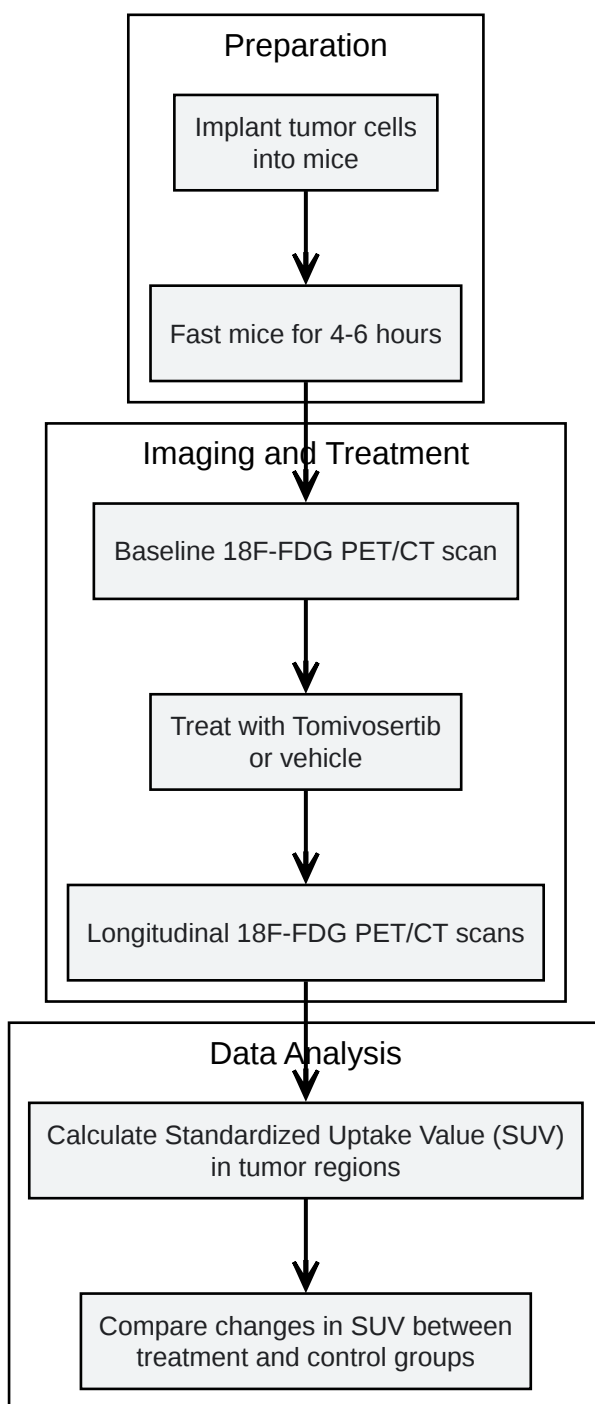 Preparation
Implant tumor cells
into mice
Fast mice for 4-6 hours
Imaging and Treatment
Baseline 18F-FDG PET/CT scan
Treat with Tomivosertib
or vehicle
Longitudinal 18F-FDG PET/CT scans
Data Analysis
Calculate Standardized Uptake Value (SUV)
in tumor regions
Compare changes in SUV between
treatment and control groups